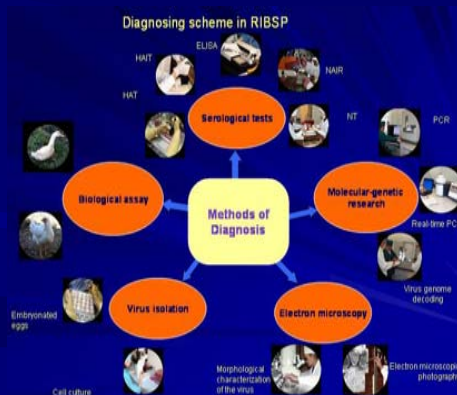 Diagnosing scheme in RIBSP
ELISA
HAIT
NAIR
HAT
Serological tests
NT
PCR
Biological assay
Methods of
Diagnosis
Molecular-genetic
research
Real-time PC
Virus genome
decoding
Embryonated
eggs
Virus isolation
Electron microscopy
Cell culture
Morphological
characterization
of the virus
Electron microscopic
photograph